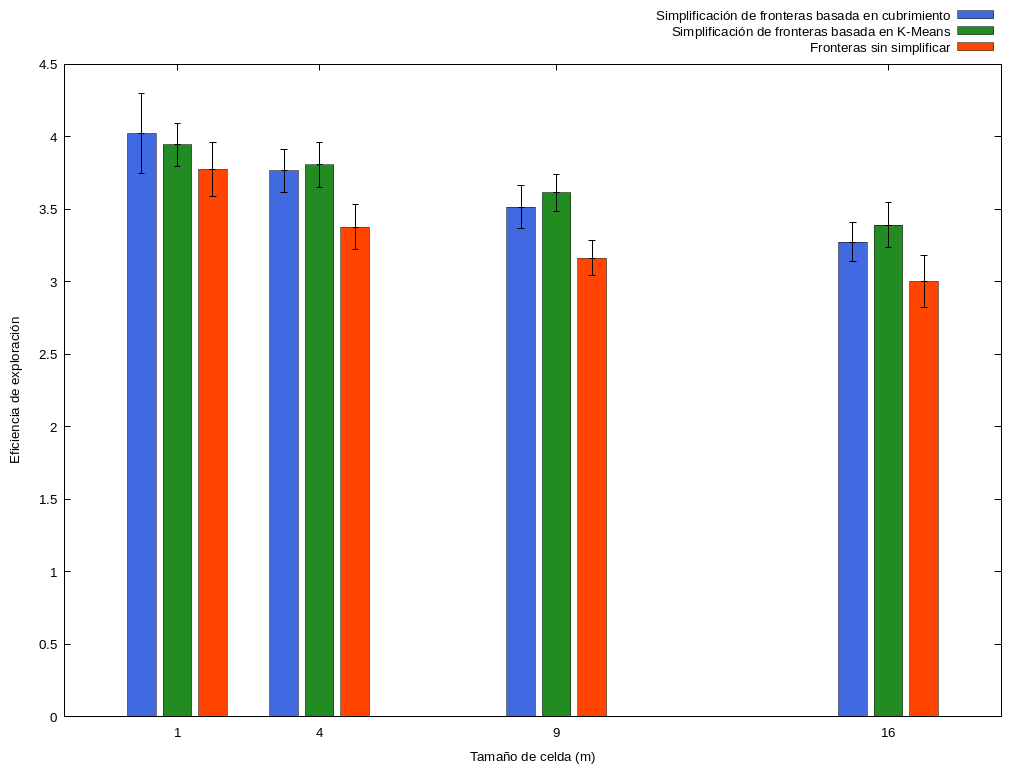 Simplificación de fronteras basada en cubrimiento
Simplificación de fronteras basada en K-Means
Fronteras sin simplificar
4.5
4
3.5
3
2.5
2
1.5
1
0.5
0
Eficiencia de exploración
1 4 9 16
Tamaño de celda (m)